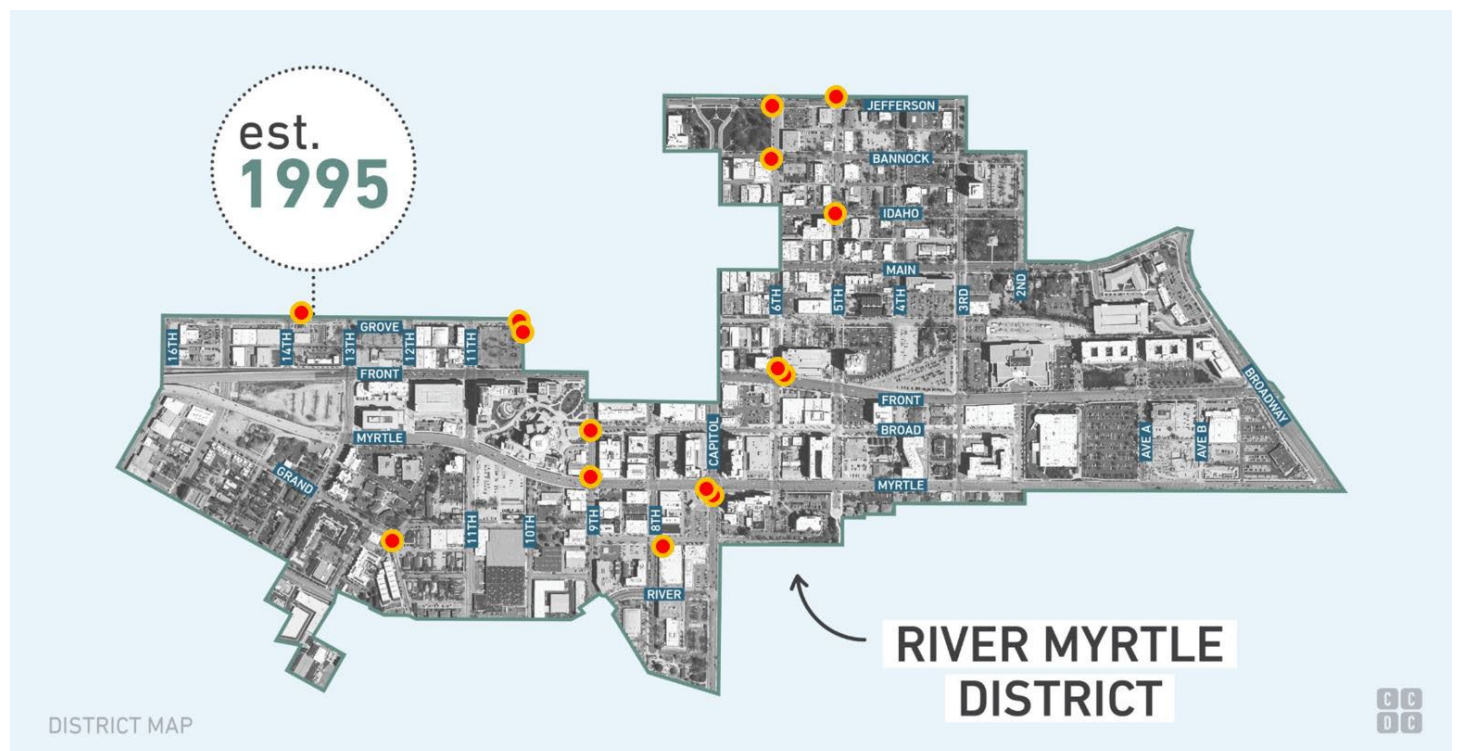 est.
1995
JEFFERSON
BANNOCK
IDAHO
MAIN
6TH
5TH
4TH
3RD
2ND
GROVE
16TH
14TH
13TH
12TH
11TH
FRONT
FRONT
BROADWAY
MYRTLE
CAPITOL
BROAD
AVE A
AVE B
GRAND
MYRTLE
11TH
10TH
9TH
8TH
RIVER
RIVER MYRTLE
DISTRICT
DISTRICT MAP
CC
DC